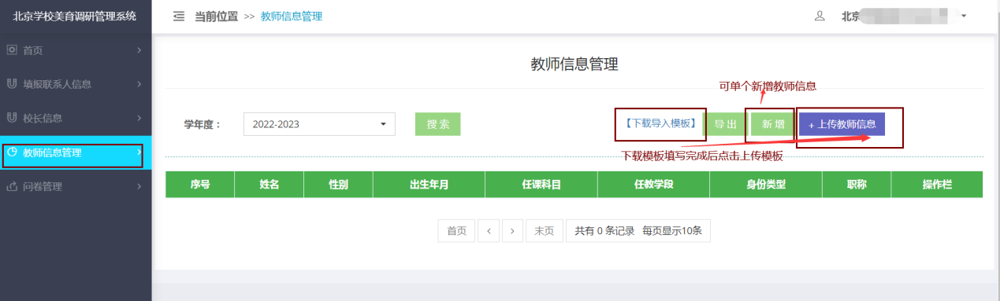 北京学校美育调研管理系统
当前位置 >> 教师信息管理
北京
首页
填报联系人信息
校长信息
教师信息管理
问卷管理
教师信息管理
可单个新增教师信息
学年度： 2022-2023 搜索 【下载导入模板】 导出 新增 + 上传教师信息
下载模板填写完成后点击上传模板
序号 姓名 性别 出生年月 任课科目 任教学段 身份类型 职称 操作栏
首页 < > 末页 共有 0 条记录 每页显示10条